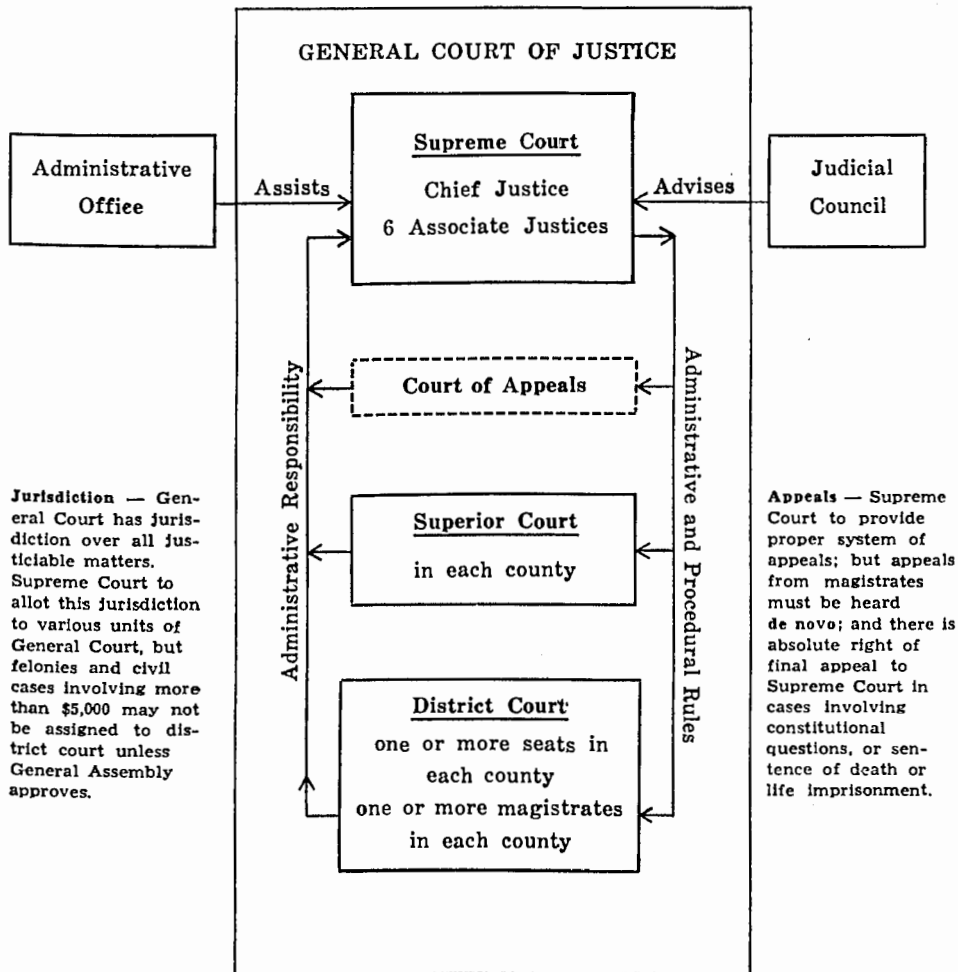 GENERAL COURT OF JUSTICE
Administrative
Office
Assists
Supreme Court
Chief Justice
6 Associate Justices
Advises
Judicial
Council
Court of Appeals
Administrative Responsibility
Administrative and Procedural Rules
Superior Court
in each county
District Court
one or more seats in
each county
one or more magistrates
in each county
Jurisdiction — Gen-
eral Court has juris-
diction over all jus-
ticiable matters.
Supreme Court to
allot this jurisdiction
to various units of
General Court, but
felonies and civil
cases involving more
than $5,000 may not
be assigned to dis-
trict court unless
General Assembly
approves.
Appeals — Supreme
Court to provide
proper system of
appeals; but appeals
from magistrates
must be heard
de novo; and there is
absolute right of
final appeal to
Supreme Court in
cases involving
constitutional
questions, or sen-
tence of death or
life imprisonment.